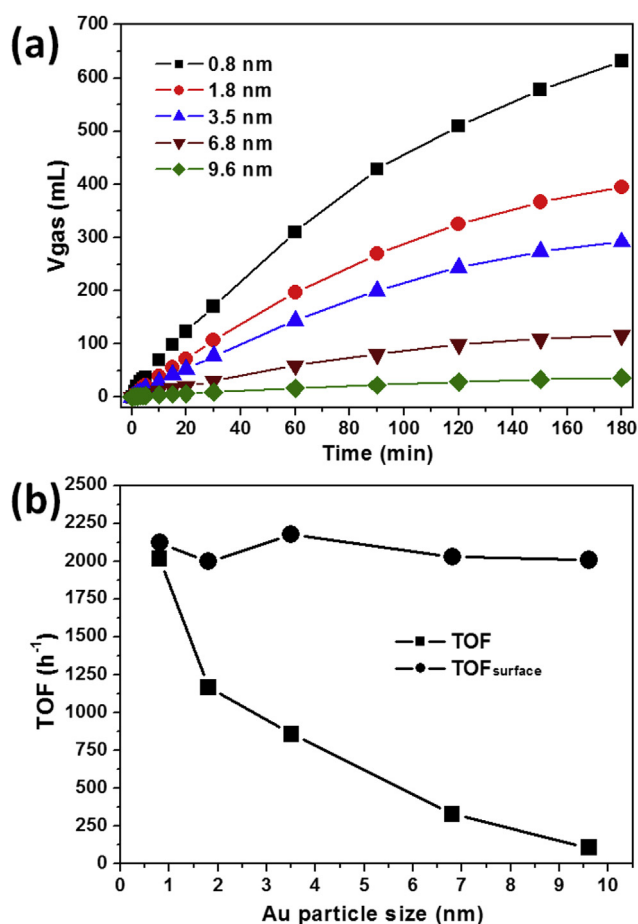 (a)
Vgas (mL)
700
600
500
400
300
200
100
0
0.8 nm
1.8 nm
3.5 nm
6.8 nm
9.6 nm
0 20 40 60 80 100 120 140 160 180
Time (min)
(b)
TOF (h⁻¹)
2500
2250
2000
1750
1500
1250
1000
750
500
250
0
TOF
TOFsurface
0 1 2 3 4 5 6 7 8 9 10
Au particle size (nm)